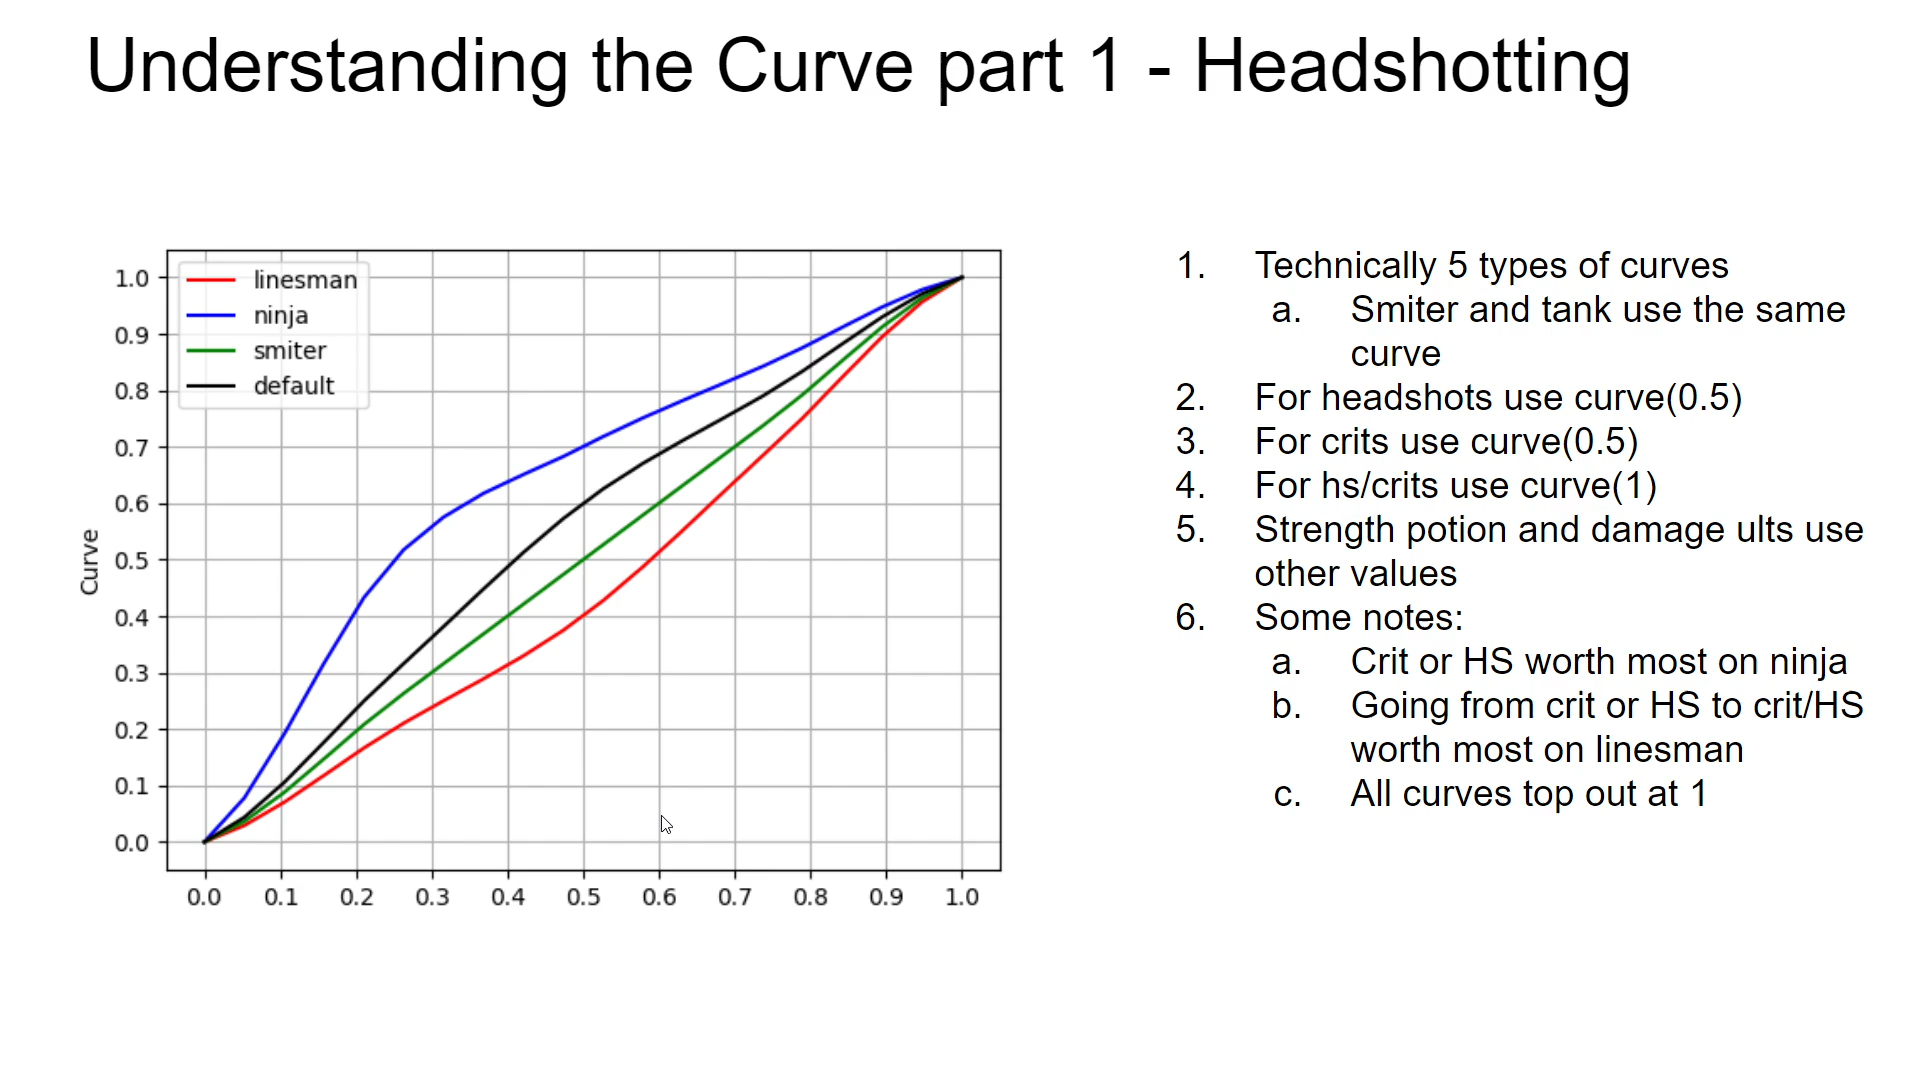 Understanding the Curve part 1 - Headshotting
linesman
ninja
smiter
default
1.0
0.9
0.8
0.7
0.6
0.5
0.4
0.3
0.2
0.1
0.0
Curve
0.0 0.1 0.2 0.3 0.4 0.5 0.6 0.7 0.8 0.9 1.0
1. Technically 5 types of curves
a. Smiter and tank use the same
curve
2. For headshots use curve(0.5)
3. For crits use curve(0.5)
4. For hs/crits use curve(1)
5. Strength potion and damage ults use
other values
6. Some notes:
a. Crit or HS worth most on ninja
b. Going from crit or HS to crit/HS
worth most on linesman
c. All curves top out at 1